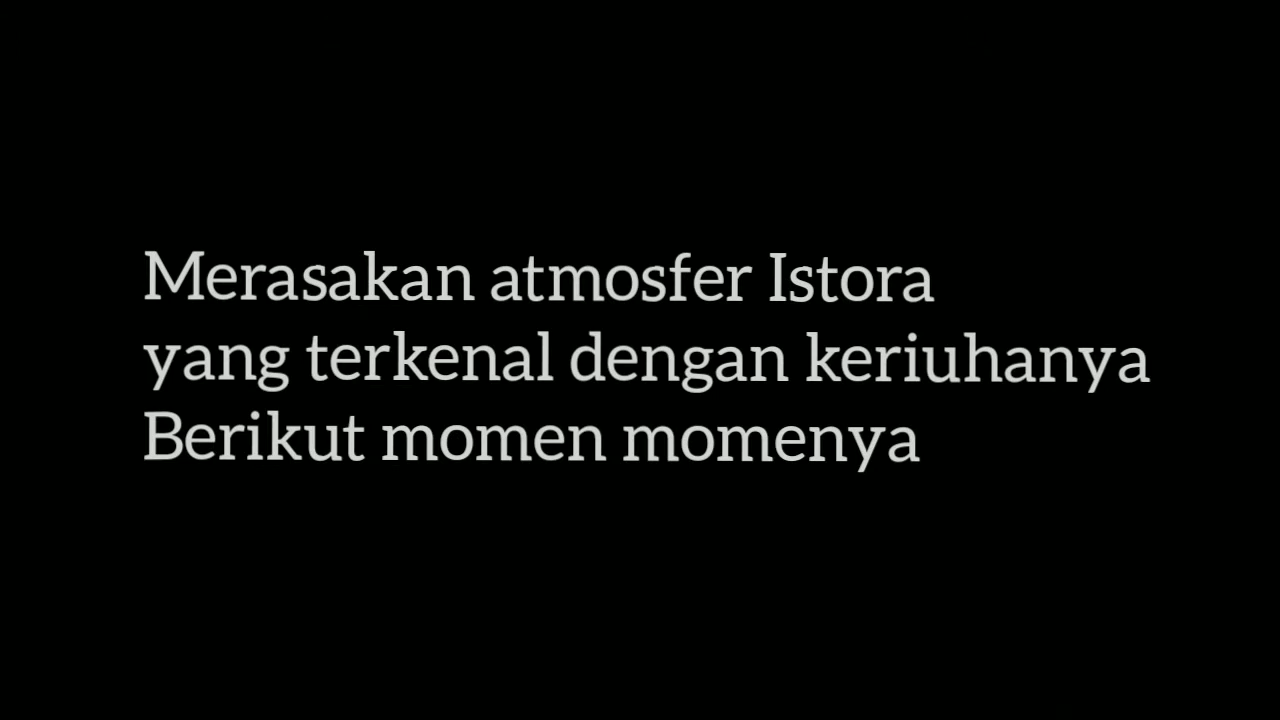 Merasakan atmosfer Istora
yang terkenal dengan keriuhanya
Berikut momen momenya